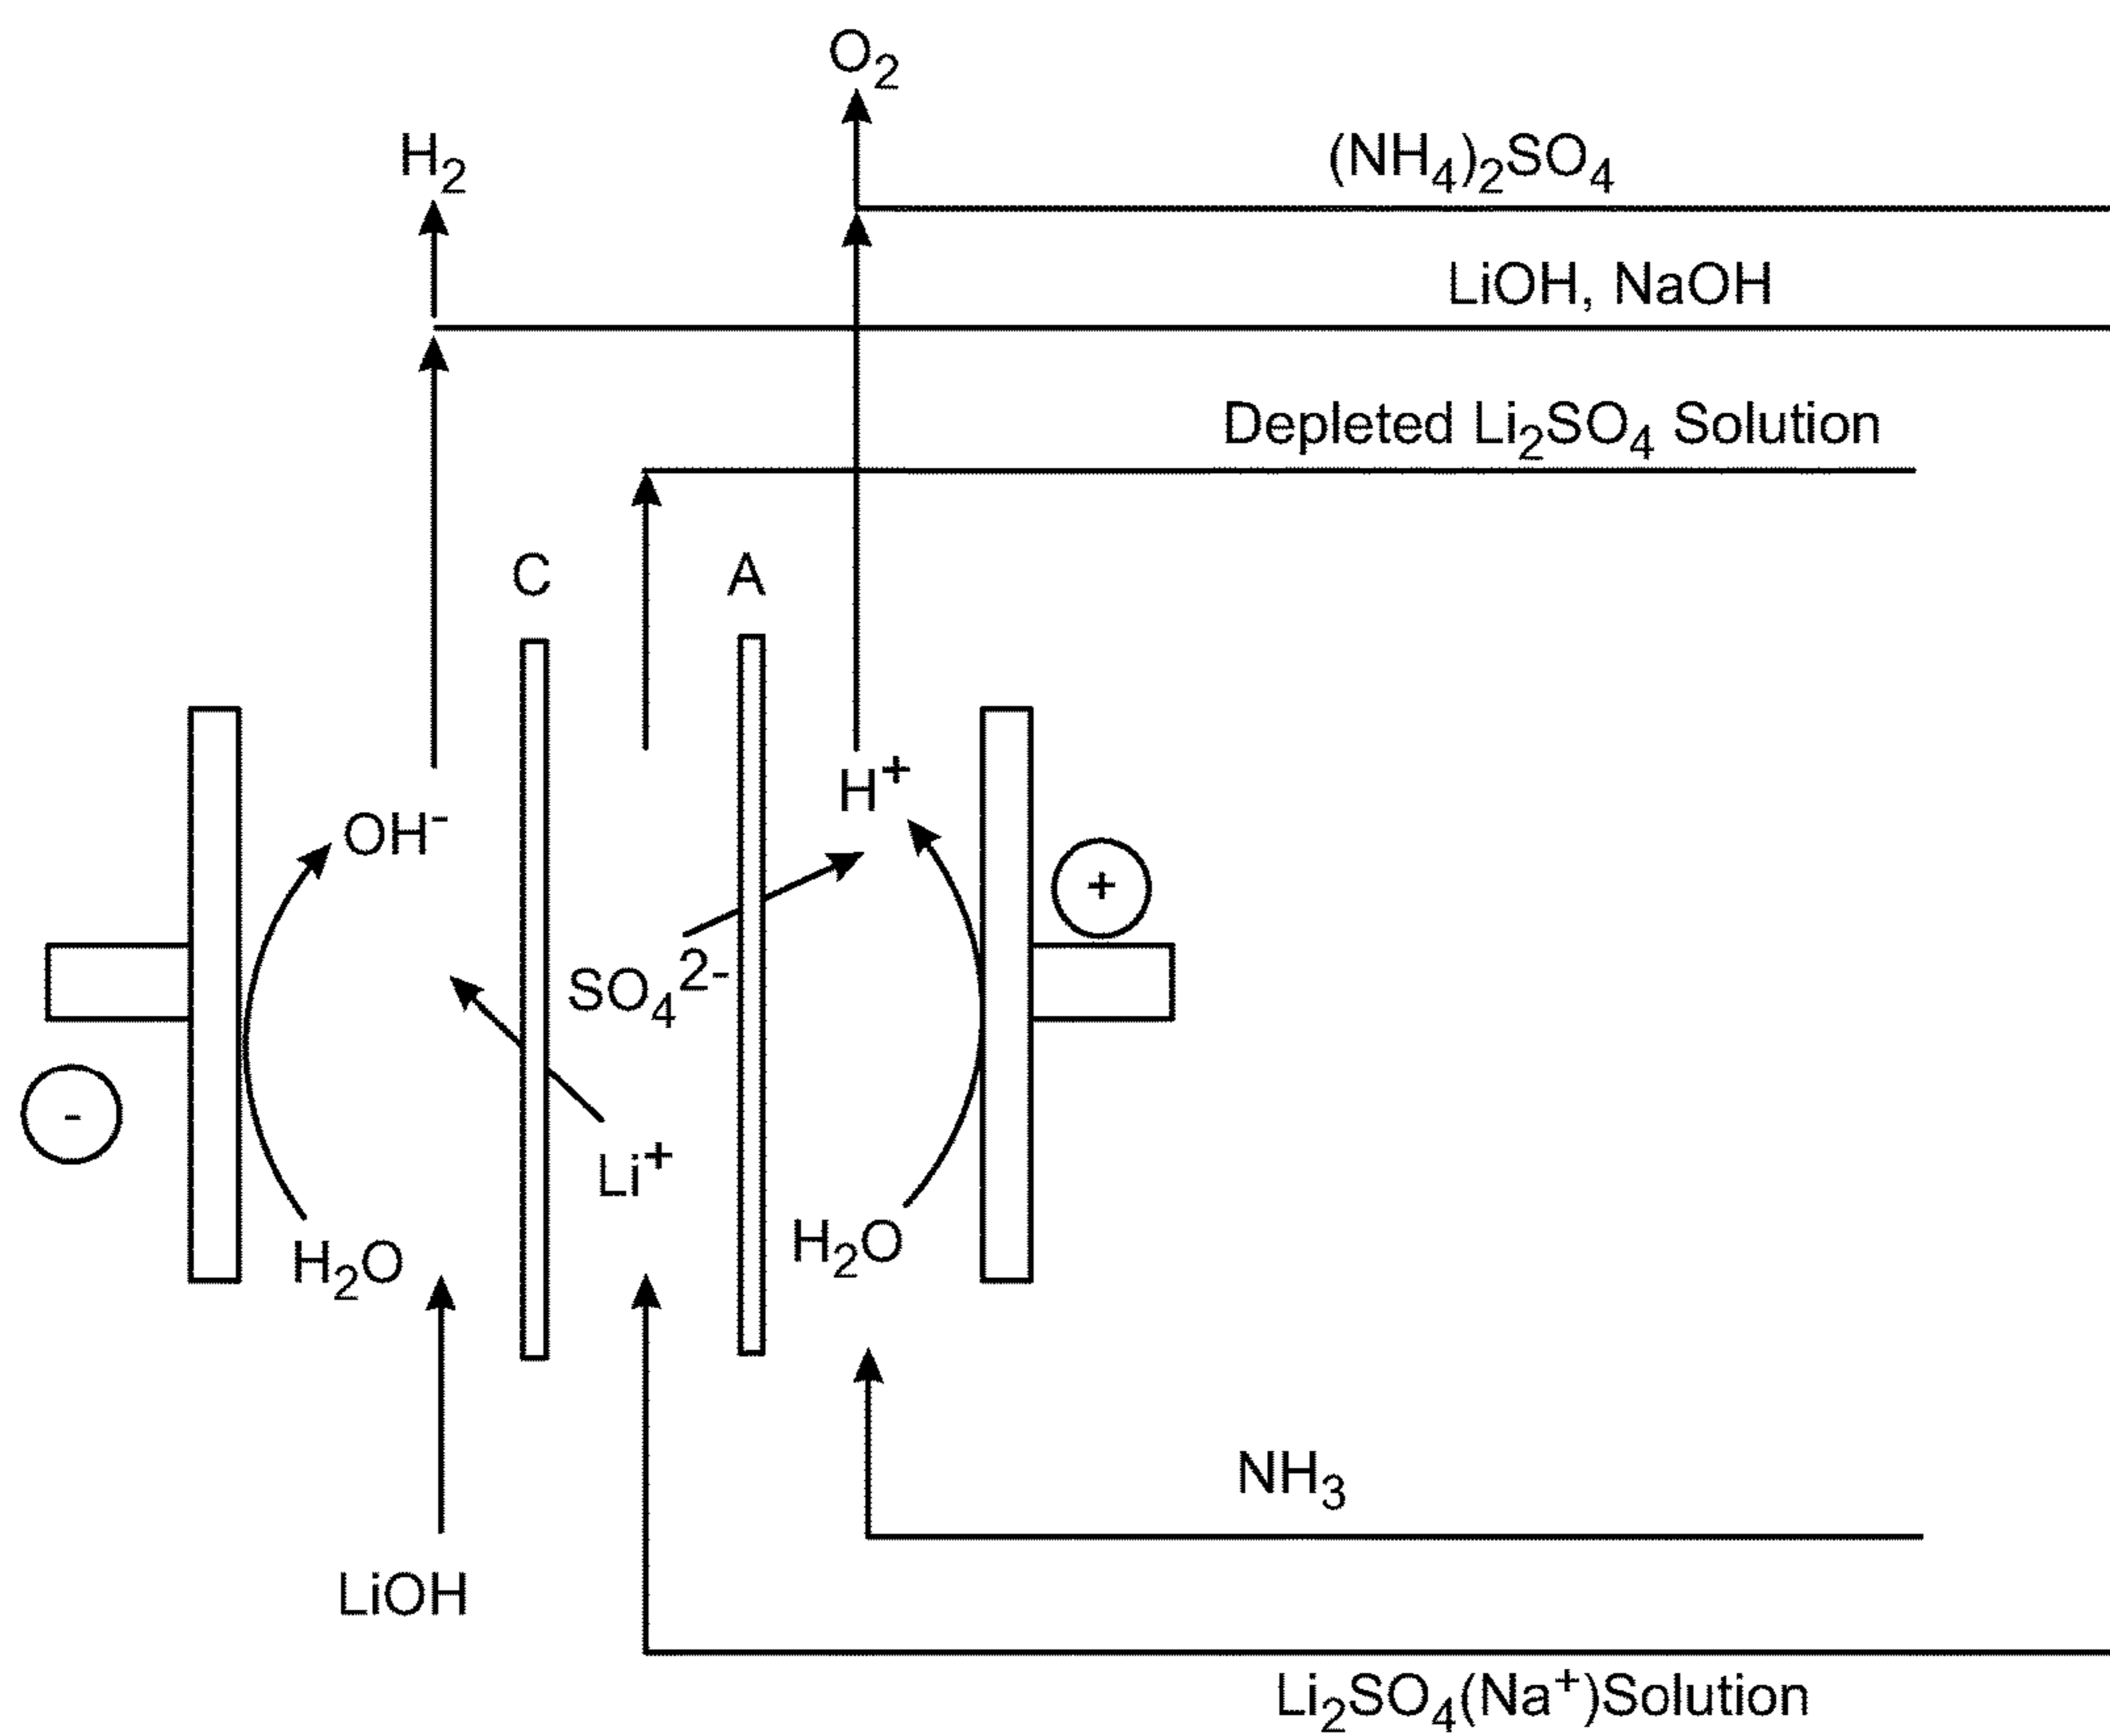 O₂
H₂
(NH₄)₂SO₄
LiOH, NaOH
Depleted Li₂SO₄ Solution
C
A
H⁺
OH⁻
+
SO₄²⁻
-
Li⁺
H₂O
H₂O
NH₃
LiOH
Li₂SO₄(Na⁺)Solution